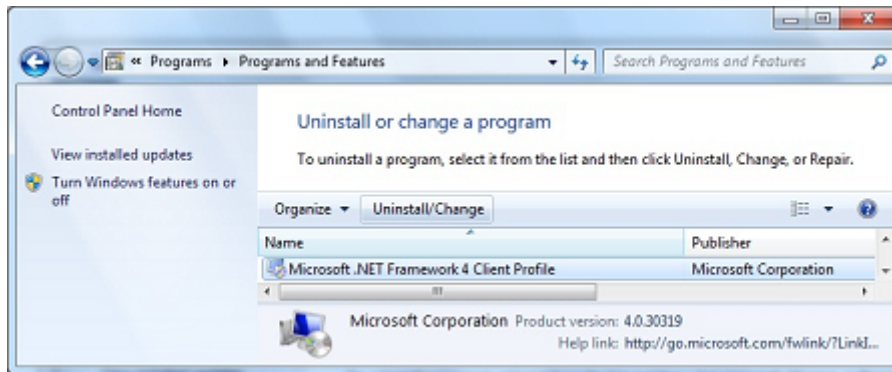 « Programs ▸ Programs and Features
Search Programs and Features
Control Panel Home
View installed updates
Turn Windows features on or
off
Uninstall or change a program
To uninstall a program, select it from the list and then click Uninstall, Change, or Repair.
Organize
Uninstall/Change
Name
Publisher
Microsoft .NET Framework 4 Client Profile
Microsoft Corporation
Microsoft Corporation Product version: 4.0.30319
Help link: http://go.microsoft.com/fwlink/?LinkI...